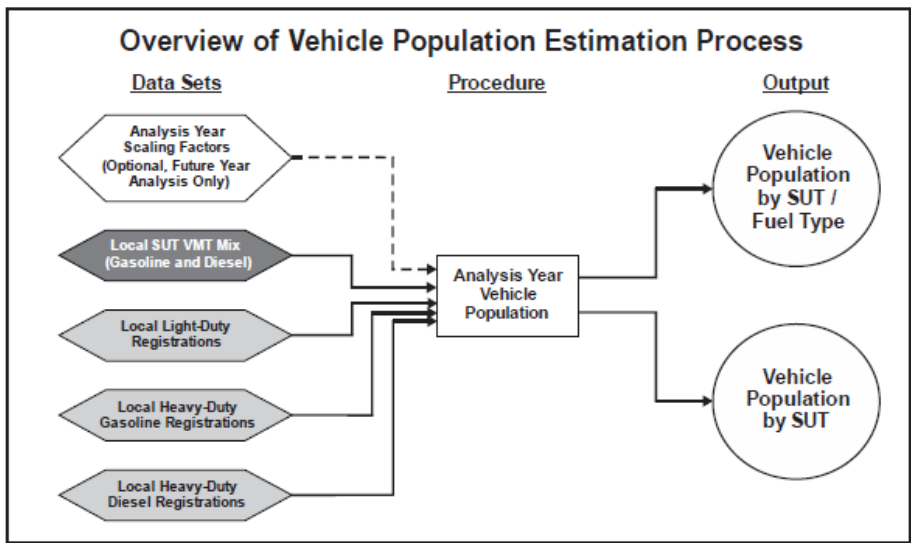 Overview of Vehicle Population Estimation Process
Data Sets
Procedure
Output
Analysis Year
Scaling Factors
(Optional, Future Year
Analysis Only)
Local SUT VMT Mix
(Gasoline and Diesel)
Local Light-Duty
Registrations
Local Heavy-Duty
Gasoline Registrations
Local Heavy-Duty
Diesel Registrations
Analysis Year
Vehicle
Population
Vehicle
Population
by SUT /
Fuel Type
Vehicle
Population
by SUT